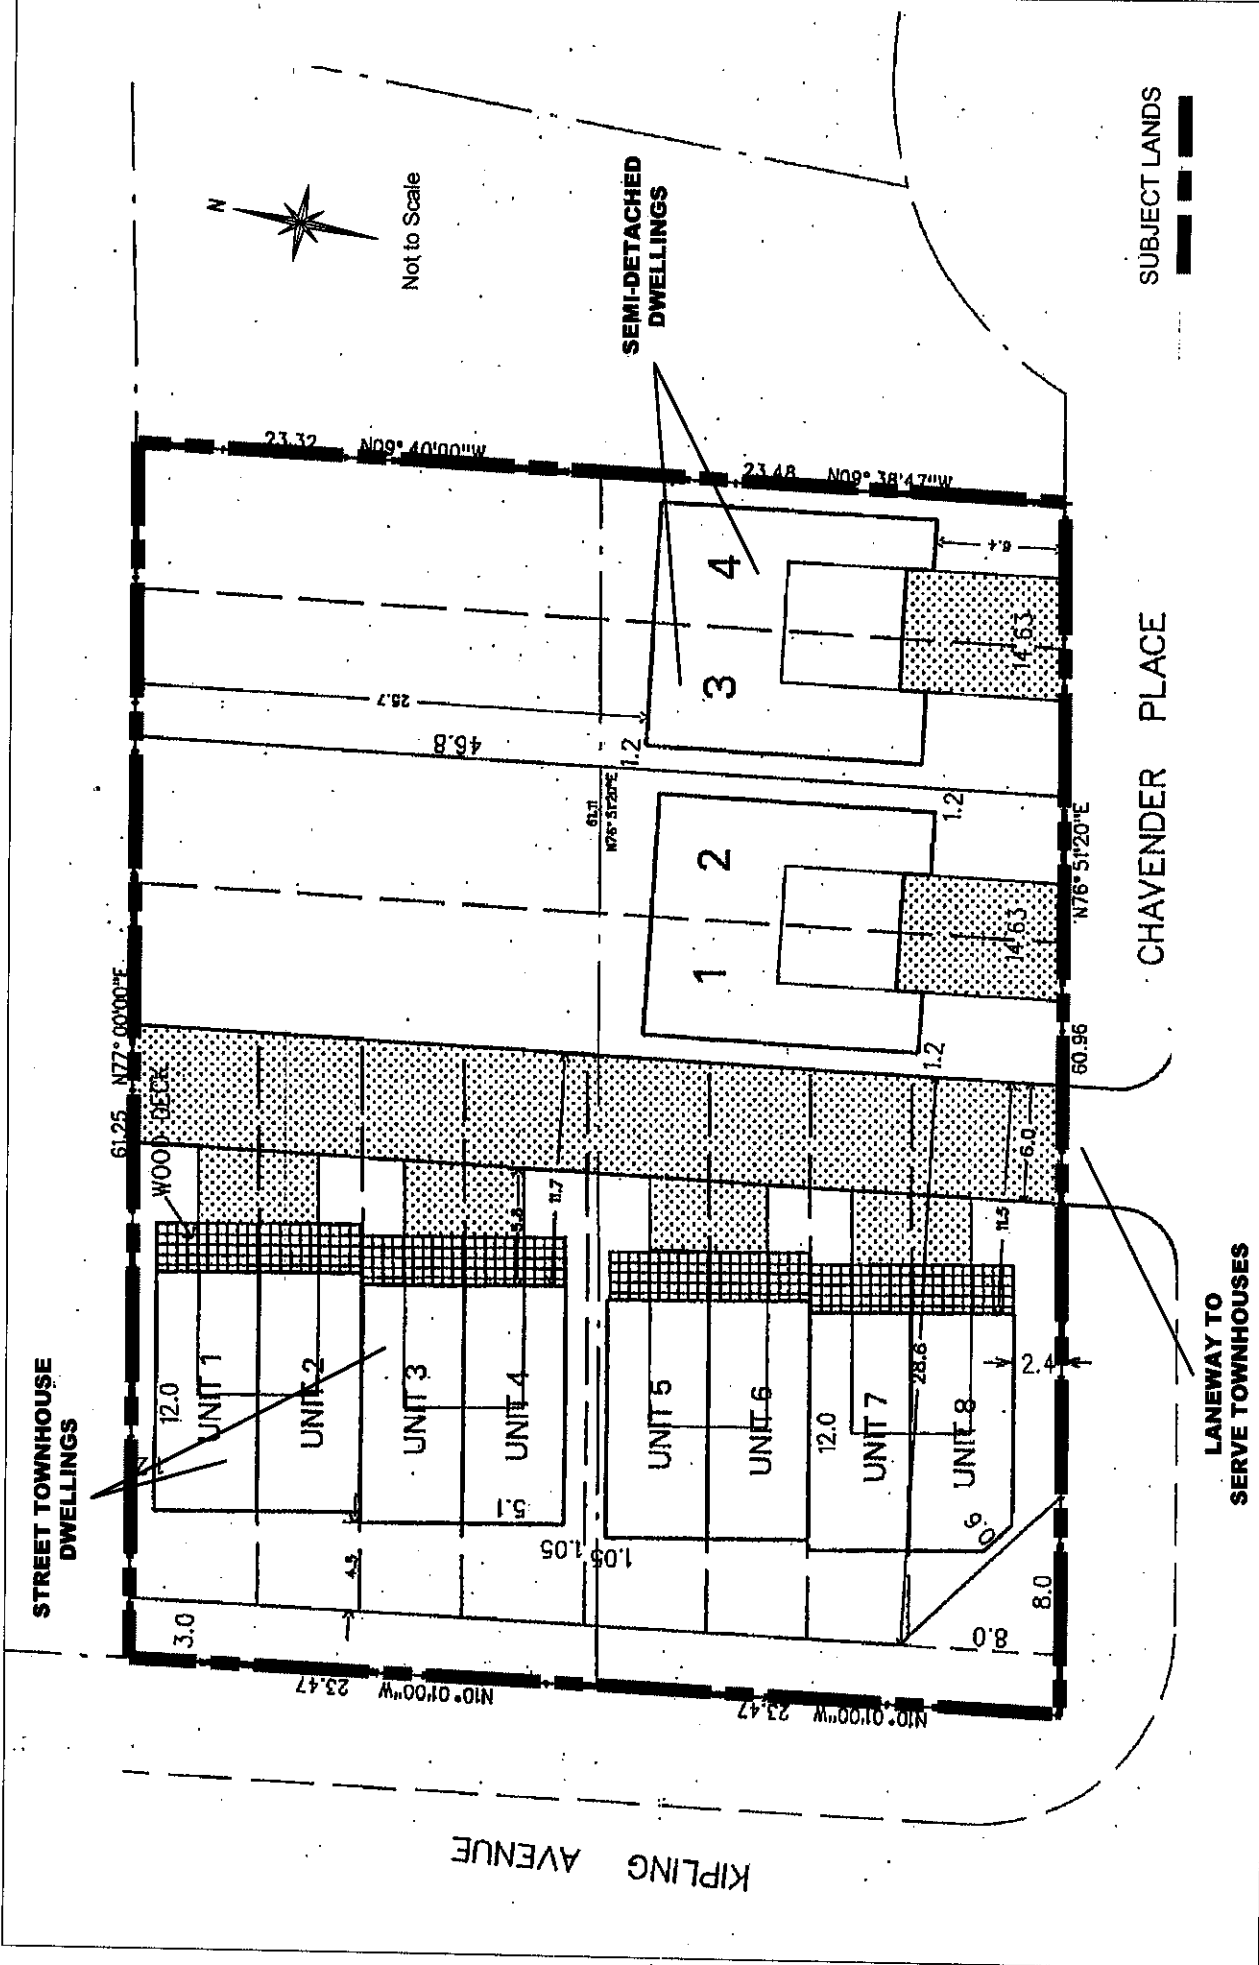 STREET TOWNHOUSE
DWELLINGS
61.25
N77° 00'00"E
WOOD DECK
N
Not to Scale
23.32
N09° 40'00"W
23.48
N09° 38'47"W
SEMI-DETACHED
DWELLINGS
3.0
12.0
UNIT 1
UNIT 2
UNIT 3
UNIT 4
5.1
4.5
5.8
11.7
1.05
1.05
UNIT 5
UNIT 6
12.0
UNIT 7
UNIT 8
28.6
11.5
6.0
2.4
9.0
8.0
8.0
25.7
46.8
1.2
61.11
N76° 51'20"E
1
2
3
4
1.2
1.2
6.4
14.63
14.63
60.96
N76° 51'20"E
N10° 01'00"W
23.47
N10° 01'00"W
23.47
KIPLING AVENUE
CHAVENDER PLACE
LANEWAY TO
SERVE TOWNHOUSES
SUBJECT LANDS